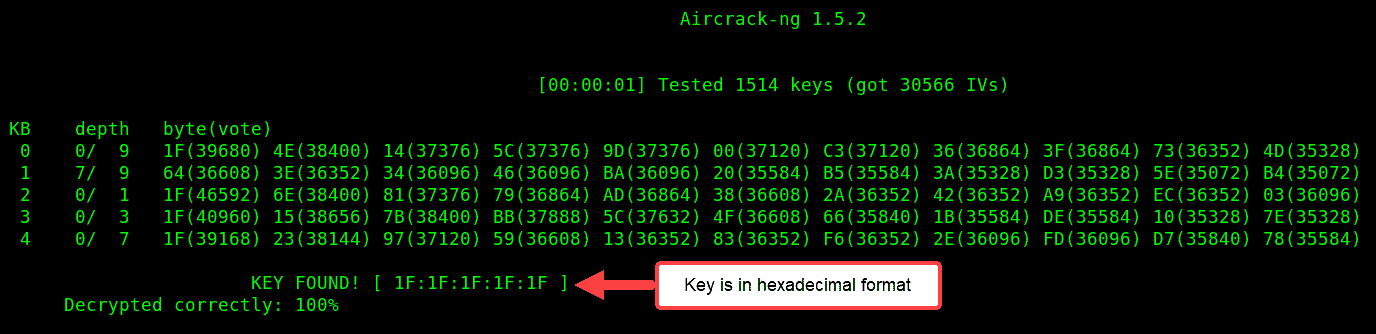 Aircrack-ng 1.5.2
[00:00:01] Tested 1514 keys (got 30566 IVs)
KB depth byte(vote)
0 0/ 9 1F(39680) 4E(38400) 14(37376) 5C(37376) 9D(37376) 00(37120) C3(37120) 36(36864) 3F(36864) 73(36352) 4D(35328)
1 7/ 9 64(36608) 3E(36352) 34(36096) 46(36096) BA(36096) 20(35584) B5(35584) 3A(35328) D3(35328) 5E(35072) B4(35072)
2 0/ 1 1F(46592) 6E(38400) 81(37376) 79(36864) AD(36864) 38(36608) 2A(36352) 42(36352) A9(36352) EC(36352) 03(36096)
3 0/ 3 1F(40960) 15(38656) 7B(38400) BB(37888) 5C(37632) 4F(36608) 66(35840) 1B(35584) DE(35584) 10(35328) 7E(35328)
4 0/ 7 1F(39168) 23(38144) 97(37120) 59(36608) 13(36352) 83(36352) F6(36352) 2E(36096) FD(36096) D7(35840) 78(35584)
KEY FOUND! [ 1F:1F:1F:1F:1F ] Key is in hexadecimal format
Decrypted correctly: 100%